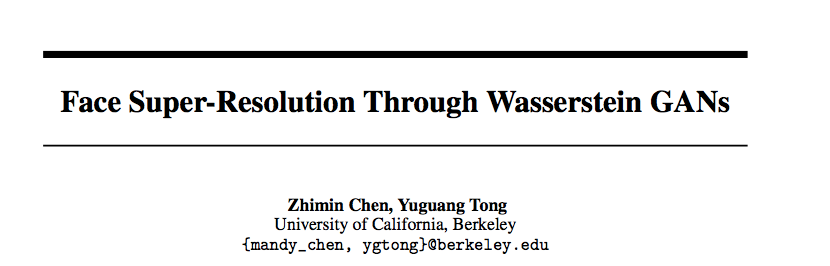 Face Super-Resolution Through Wasserstein GANs
Zhimin Chen, Yuguang Tong
University of California, Berkeley
{mandy_chen, ygtong}@berkeley.edu